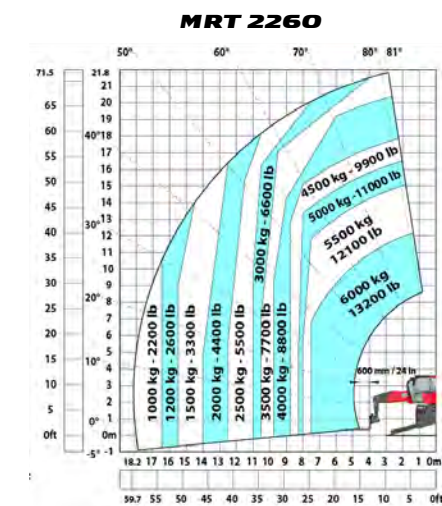 MRT 2260
50° 60° 70° 80° 81°
71.5 21.8
21
65 20
19
60 40° 18
17
55 16
15
50 14
30° 13
45 12
40 11
35 10
9
30 8
20° 7
25 6
20 5
15 10° 4
3
10 2
5 1
0ft 0° 0m
-5° -1
4500 kg - 9900 lb
5000 kg - 11000 lb
5500 kg
12100 lb
6000 kg
13200 lb
600 mm / 24 in
1000 kg - 2200 lb
1200 kg - 2600 lb
1500 kg - 3300 lb
2000 kg - 4400 lb
2500 kg - 5500 lb
3000 kg - 6600 lb
3500 kg - 7700 lb
4000 kg - 8800 lb
18.2 17 16 15 14 13 12 11 10 9 8 7 6 5 4 3 2 1 0m
59.7 55 50 45 40 35 30 25 20 15 10 5 0ft